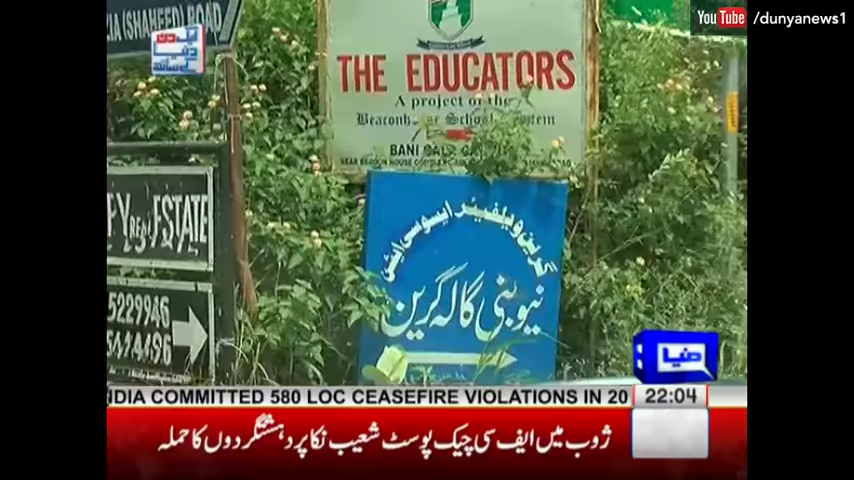 YouTube /dunyanews1
IA (SHAHEED) ROAD
THE EDUCATORS
A project of the
Beaconhouse School System
BANI GALA
گرین ویلفیئر ایسوسی ایشن
نیو بنی گالہ گرین
ESTATE
5229946
دنیا
NDIA COMMITTED 580 LOC CEASEFIRE VIOLATIONS IN 20
22:04
ژوب میں ایف سی چیک پوسٹ شعیب نکا پر دہشتگردوں کا حملہ